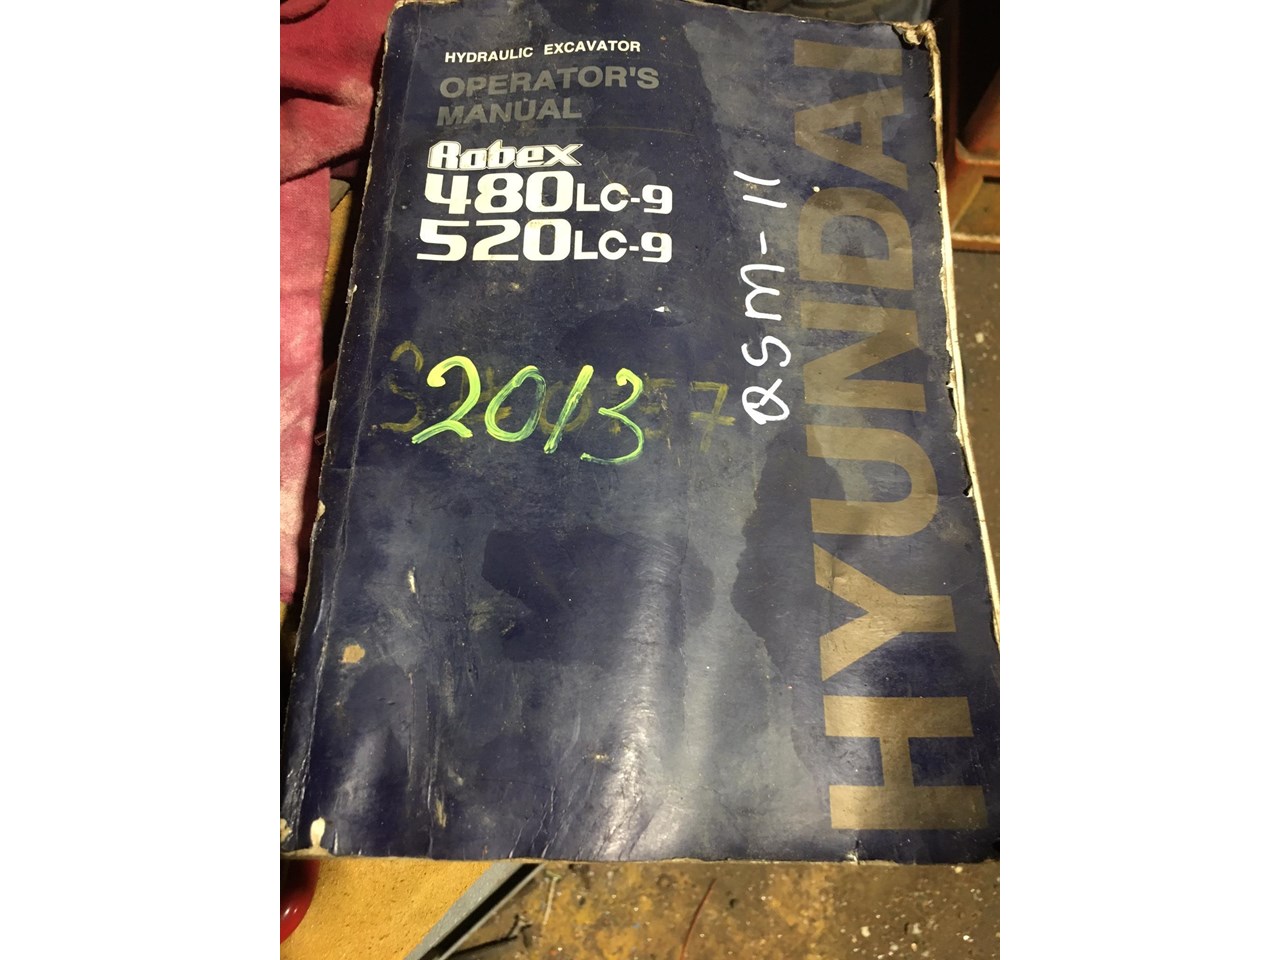 HYDRAULIC EXCAVATOR
OPERATOR'S
MANUAL
Robex
480LC-9
520LC-9
QSM-11
2013
HYUNDAI